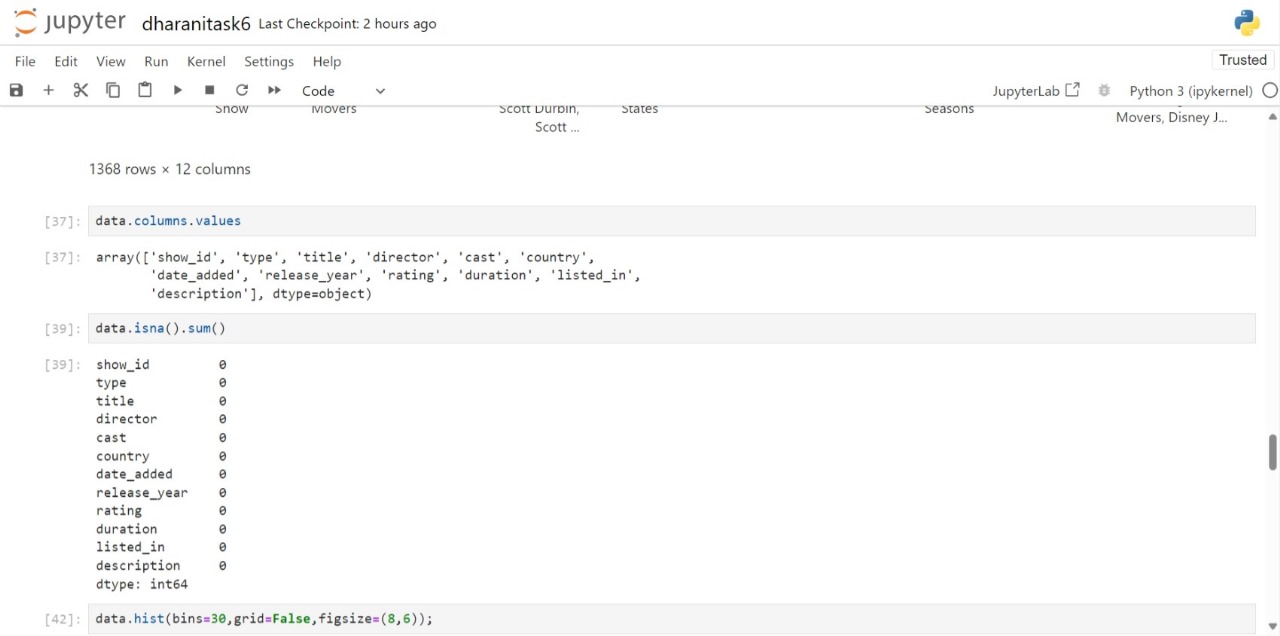 jupyter dharanitask6 Last Checkpoint: 2 hours ago
File Edit View Run Kernel Settings Help Trusted
Code JupyterLab Python 3 (ipykernel)
Show Movers Scott Durbin, States Seasons
Scott ... Movers, Disney J...
1368 rows × 12 columns
[37]: data.columns.values
[37]: array(['show_id', 'type', 'title', 'director', 'cast', 'country',
'date_added', 'release_year', 'rating', 'duration', 'listed_in',
'description'], dtype=object)
[39]: data.isna().sum()
[39]: show_id 0
type 0
title 0
director 0
cast 0
country 0
date_added 0
release_year 0
rating 0
duration 0
listed_in 0
description 0
dtype: int64
[42]: data.hist(bins=30,grid=False,figsize=(8,6));